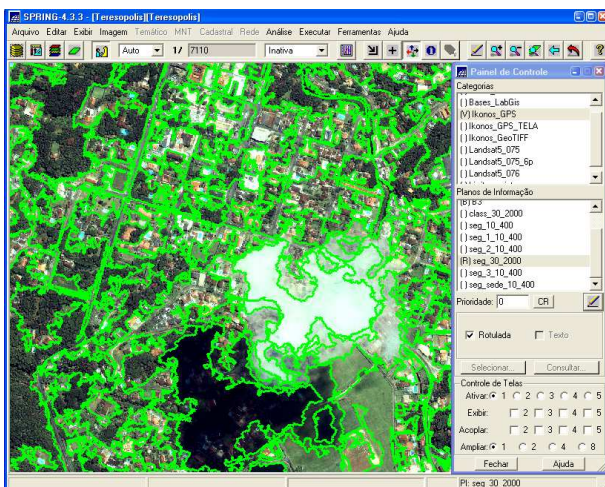 SPRING-4.3.3 - [Teresopolis][Teresopolis]
Arquivo Editar Exibir Imagem Temático MNT Cadastral Rede Análise Executar Ferramentas Ajuda
Auto 1/ 7110 Inativa
Painel de Controle
Categorias
( ) Bases_LabGis
(V) Ikonos_GPS
( ) Ikonos_GPS_TELA
( ) Ikonos_GeoTIFF
( ) Landsat5_075
( ) Landsat5_075_6p
( ) Landsat5_076
Planos de Informação
(B) B3
( ) class_30_2000
( ) seg_10_400
( ) seg_1_10_400
( ) seg_2_10_400
(R) seg_30_2000
( ) seg_3_10_400
( ) seg_sede_10_400
Prioridade: 0 CR
Rotulada Texto
Selecionar... Consultar...
Controle de Telas
Ativar: 1 2 3 4 5
Exibir: 2 3 4 5
Acoplar: 2 3 4 5
Ampliar: 1 2 4 8
Fechar Ajuda
PI: seg_30_2000